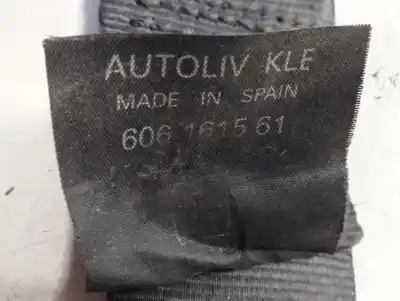 AUTOLIV KLE
MADE IN SPAIN
606 1615 61